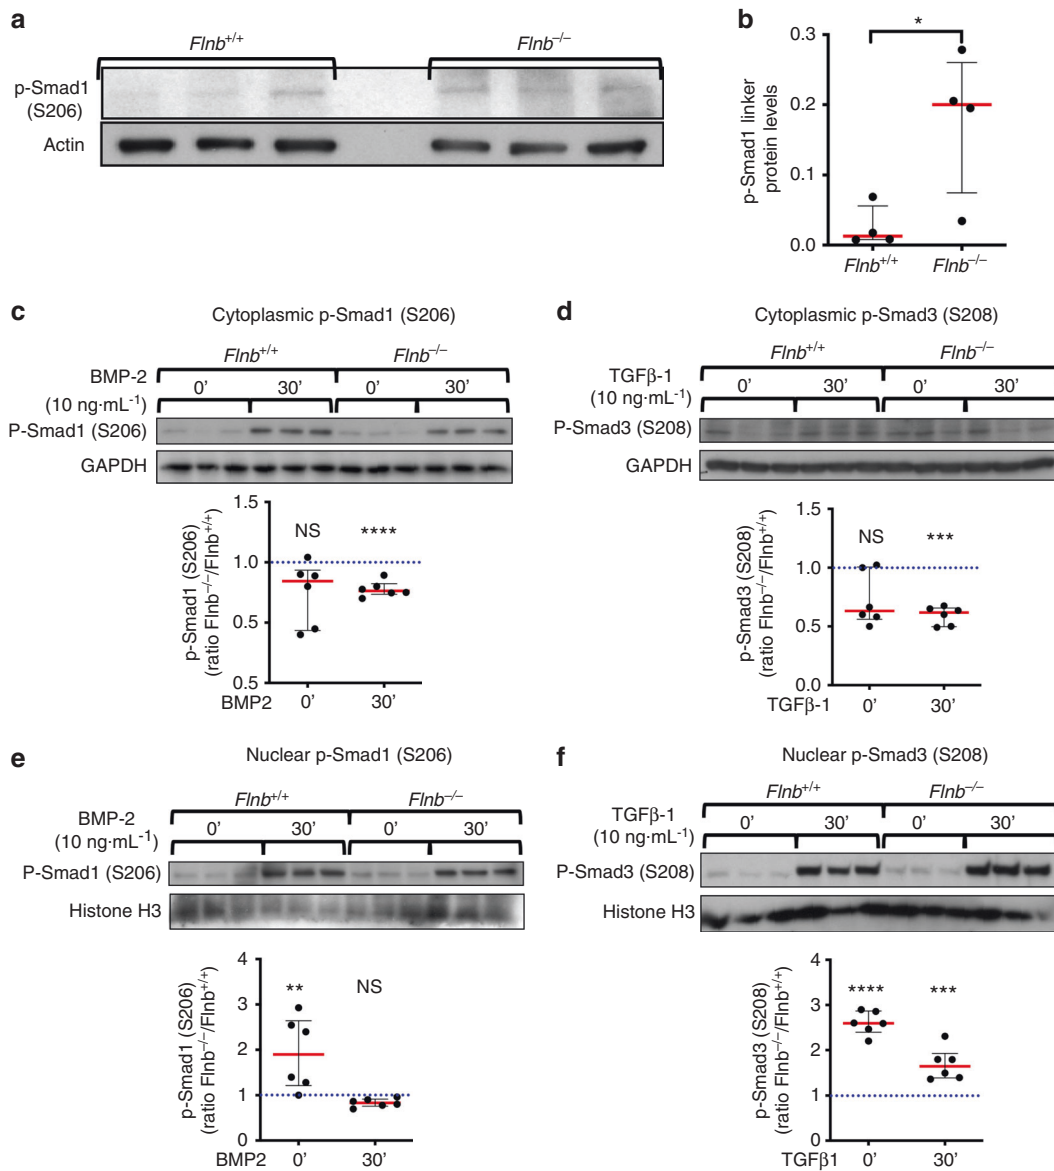 a
Flnb+/+
Flnb–/–
p-Smad1
(S206)
Actin
b
*
p-Smad1 linker
protein levels
0.3
0.2
0.1
0.0
Flnb+/+
Flnb–/–
c
Cytoplasmic p-Smad1 (S206)
Flnb+/+
Flnb–/–
BMP-2
(10 ng·mL-1)
0’
30’
0’
30’
P-Smad1 (S206)
GAPDH
p-Smad1 (S206)
(ratio Flnb–/–/Flnb+/+)
1.5
1.0
0.5
0.5
NS
****
BMP2
0’
30’
d
Cytoplasmic p-Smad3 (S208)
Flnb+/+
Flnb–/–
TGFβ-1
(10 ng·mL-1)
0’
30’
0’
30’
P-Smad3 (S208)
GAPDH
p-Smad3 (S208)
(ratio Flnb–/–/Flnb+/+)
1.5
1.0
0.5
0.0
NS
***
TGFβ-1
0’
30’
e
Nuclear p-Smad1 (S206)
Flnb+/+
Flnb–/–
BMP-2
(10 ng·mL-1)
0’
30’
0’
30’
P-Smad1 (S206)
Histone H3
p-Smad1 (S206)
(ratio Flnb–/–/Flnb+/+)
4
3
2
1
0
**
NS
BMP2
0’
30’
f
Nuclear p-Smad3 (S208)
Flnb+/+
Flnb–/–
TGFβ-1
(10 ng·mL-1)
0’
30’
0’
30’
P-Smad3 (S208)
Histone H3
p-Smad3 (S208)
(ratio Flnb–/–/Flnb+/+)
4
3
2
1
0
****
***
TGFβ1
0’
30’